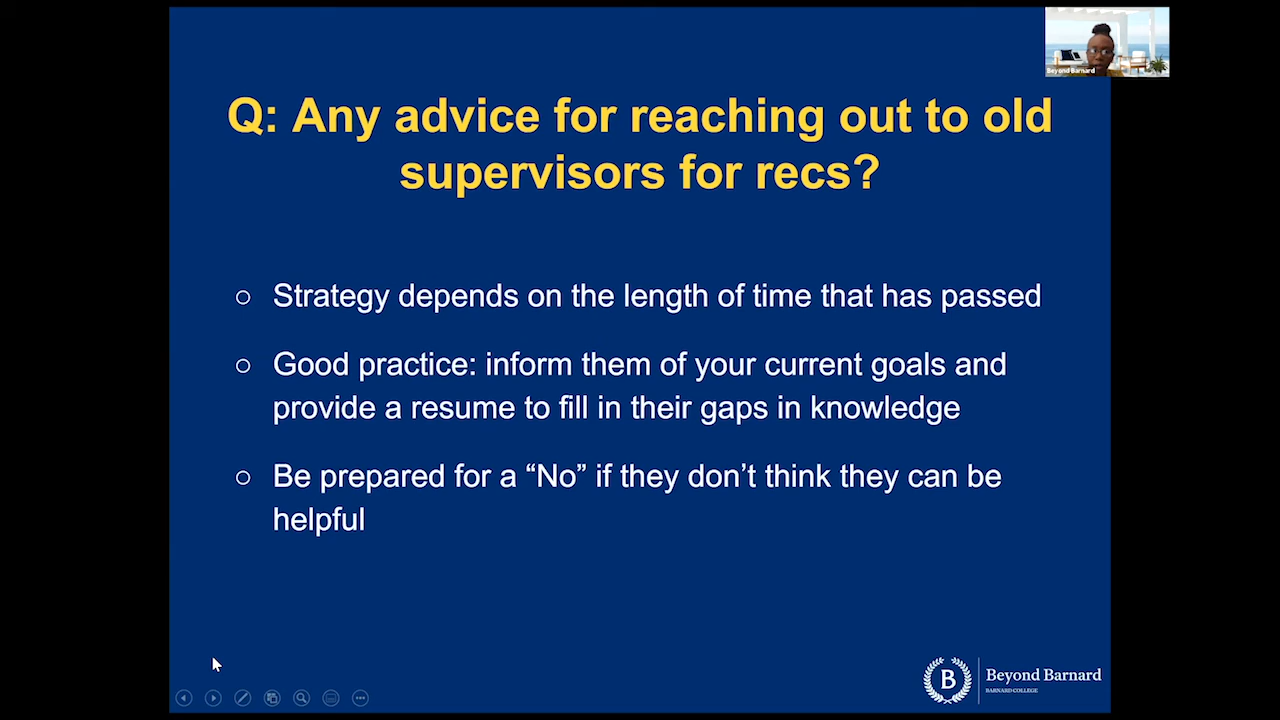 Beyond Barnard
Q: Any advice for reaching out to old
supervisors for recs?
○ Strategy depends on the length of time that has passed
○ Good practice: inform them of your current goals and
provide a resume to fill in their gaps in knowledge
○ Be prepared for a “No” if they don’t think they can be
helpful
B
Beyond Barnard
BARNARD COLLEGE